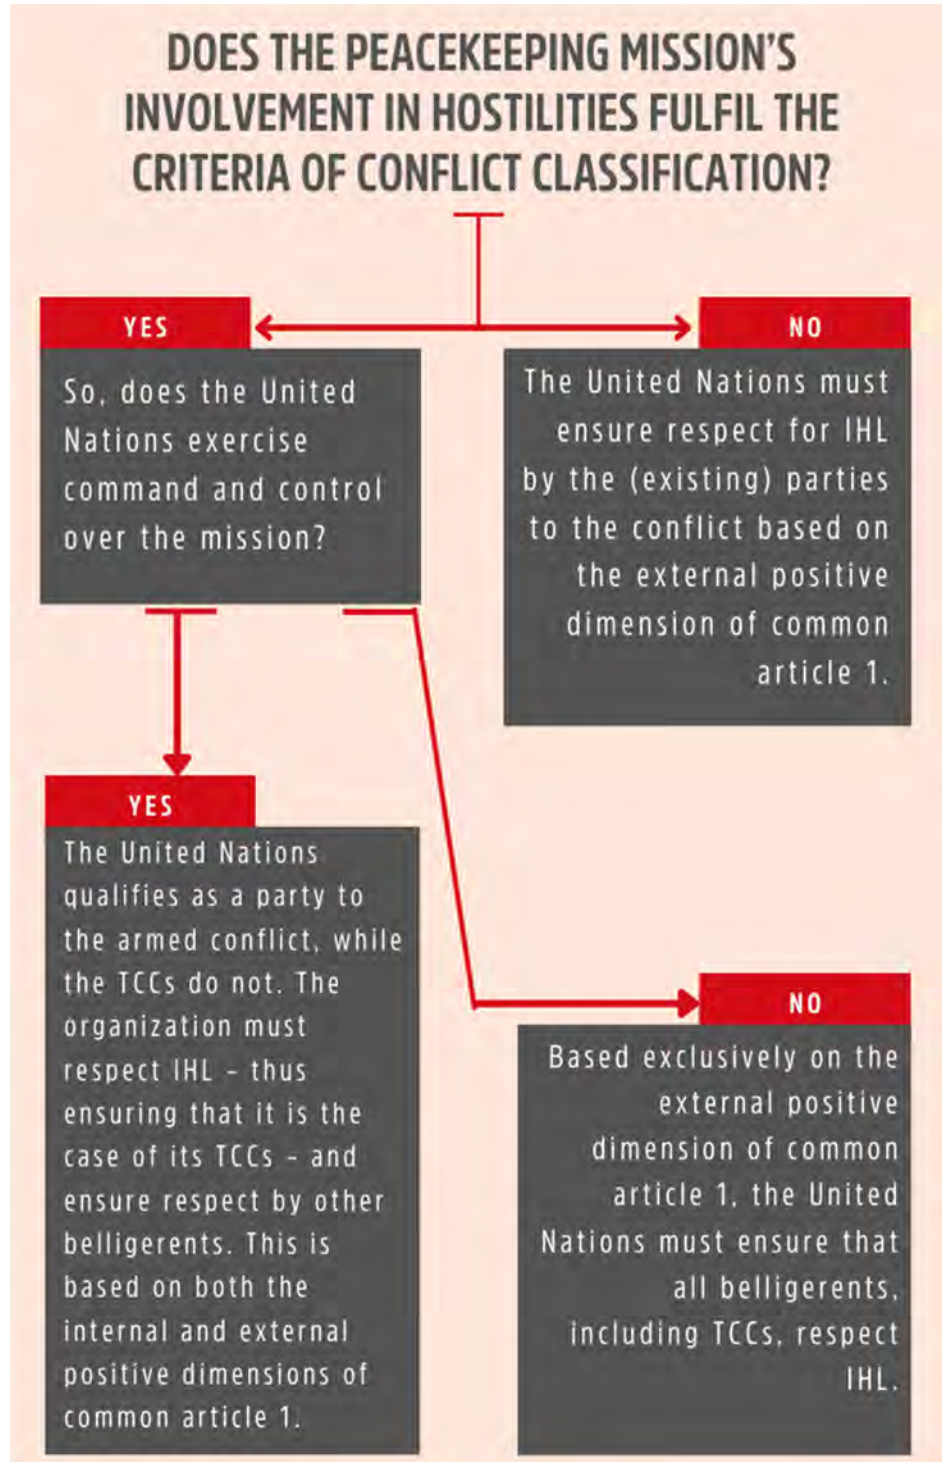 DOES THE PEACEKEEPING MISSION'S
INVOLVEMENT IN HOSTILITIES FULFIL THE
CRITERIA OF CONFLICT CLASSIFICATION?
YES
So, does the United
Nations exercise
command and control
over the mission?
NO
The United Nations must
ensure respect for IHL
by the (existing) parties
to the conflict based on
the external positive
dimension of common
article 1.
YES
The United Nations
qualifies as a party to
the armed conflict, while
the TCCs do not. The
organization must
respect IHL – thus
ensuring that it is the
case of its TCCs – and
ensure respect by other
belligerents. This is
based on both the
internal and external
positive dimensions of
common article 1.
NO
Based exclusively on the
external positive
dimension of common
article 1, the United
Nations must ensure that
all belligerents,
including TCCs, respect
IHL.